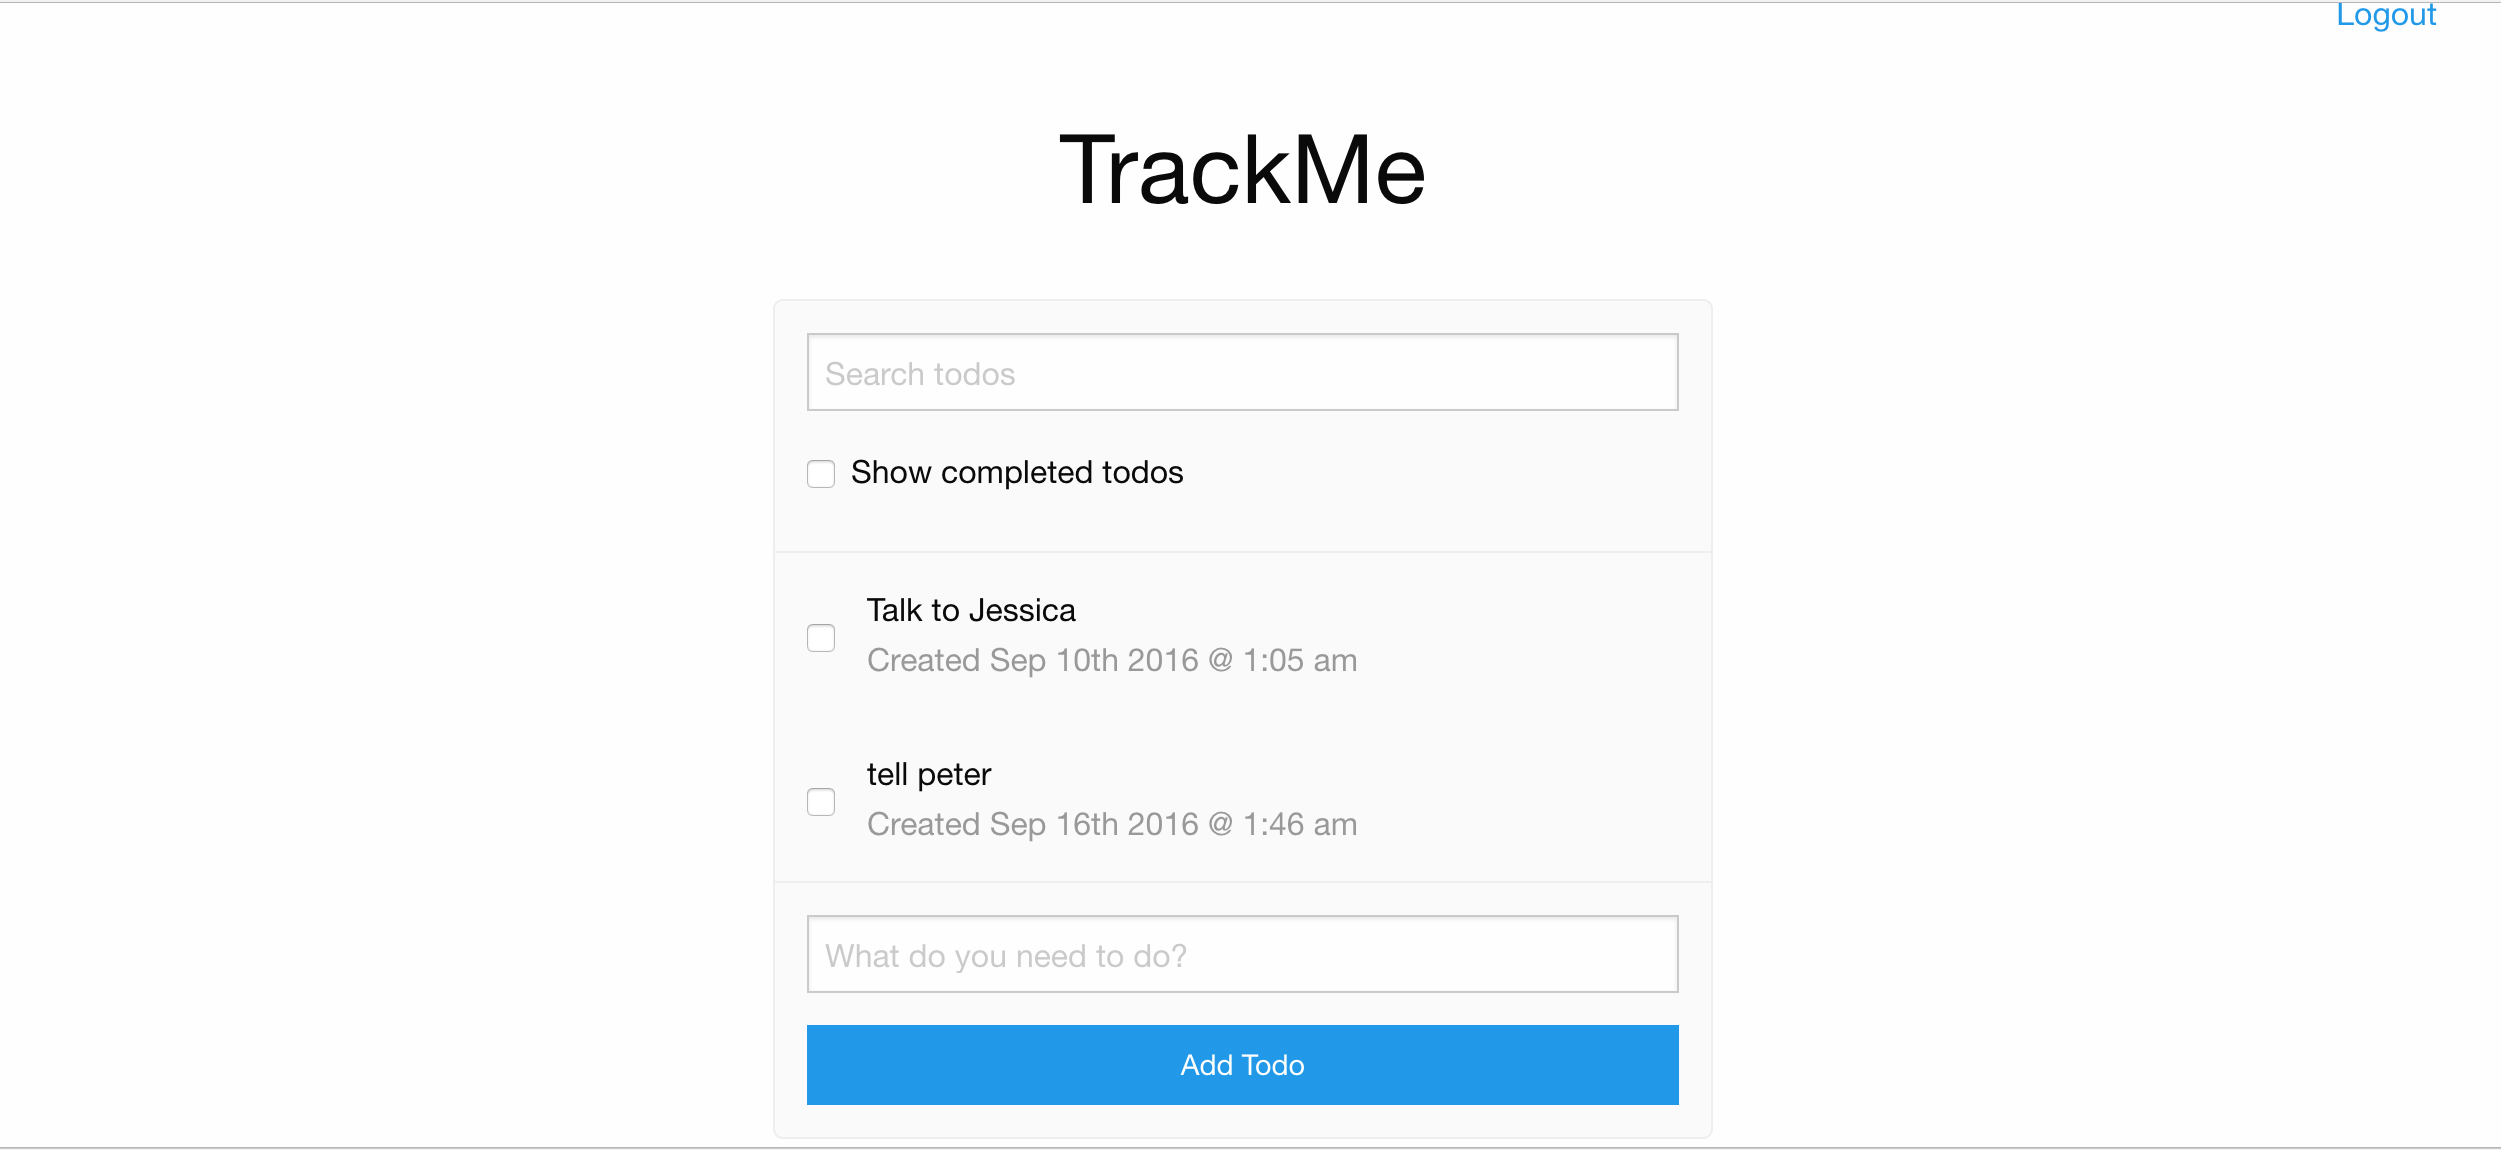 Logout
TrackMe
Search todos
Show completed todos
Talk to Jessica
Created Sep 10th 2016 @ 1:05 am
tell peter
Created Sep 16th 2016 @ 1:46 am
What do you need to do?
Add Todo